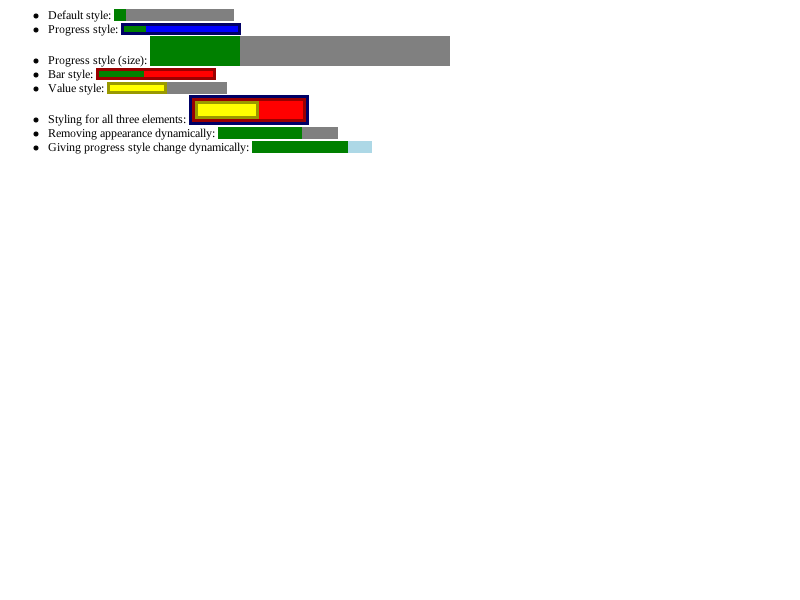 Default style:
Progress style:
Progress style (size):
Bar style:
Value style:
Styling for all three elements:
Removing appearance dynamically:
Giving progress style change dynamically: